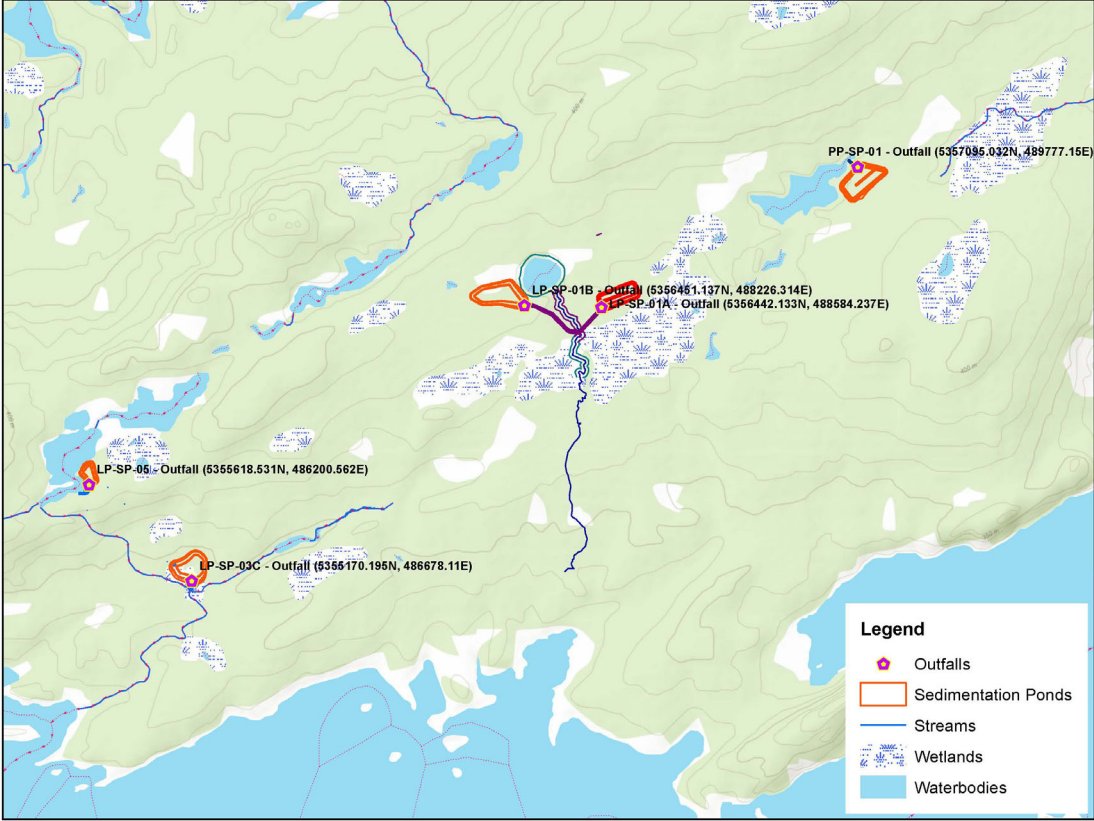 PP-SP-01 - Outfall (5357095.032N, 489777.15E)
LP-SP-01B - Outfall (5356451.137N, 488226.314E)
LP-SP-01A - Outfall (5356442.133N, 488584.237E)
LP-SP-05 - Outfall (5355618.531N, 486200.562E)
LP-SP-03C - Outfall (5355170.195N, 486678.11E)
Legend
Outfalls
Sedimentation Ponds
Streams
Wetlands
Waterbodies